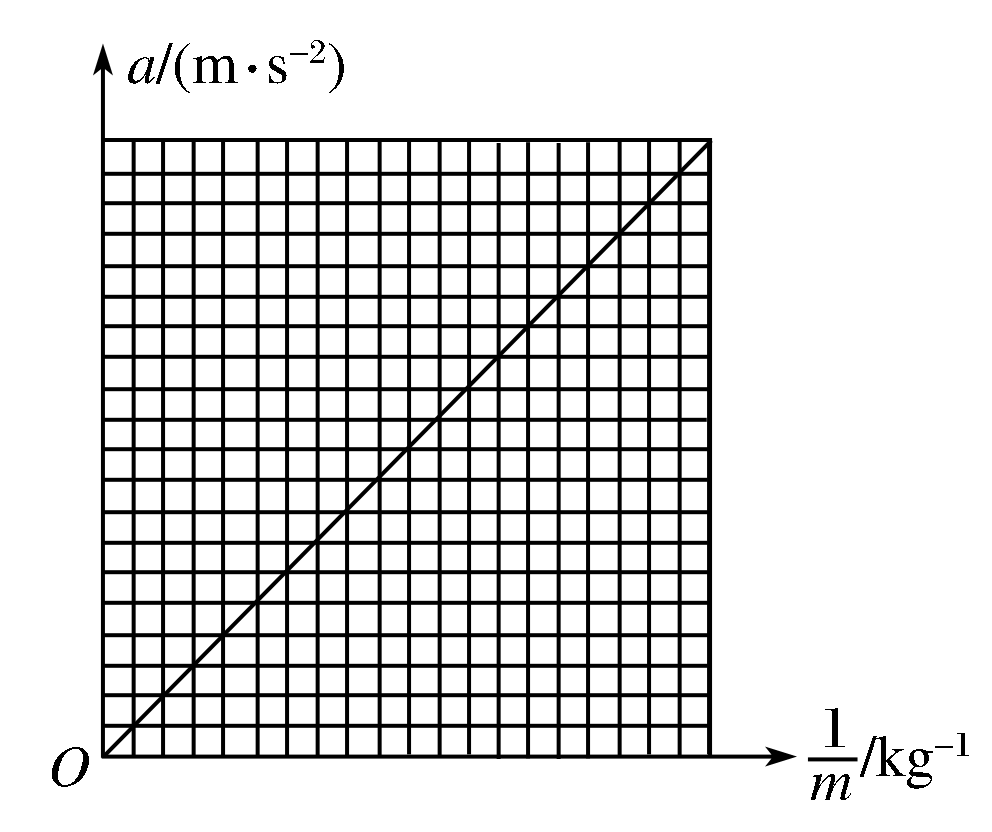 a/(m·s⁻²)
O
1/m /kg⁻¹